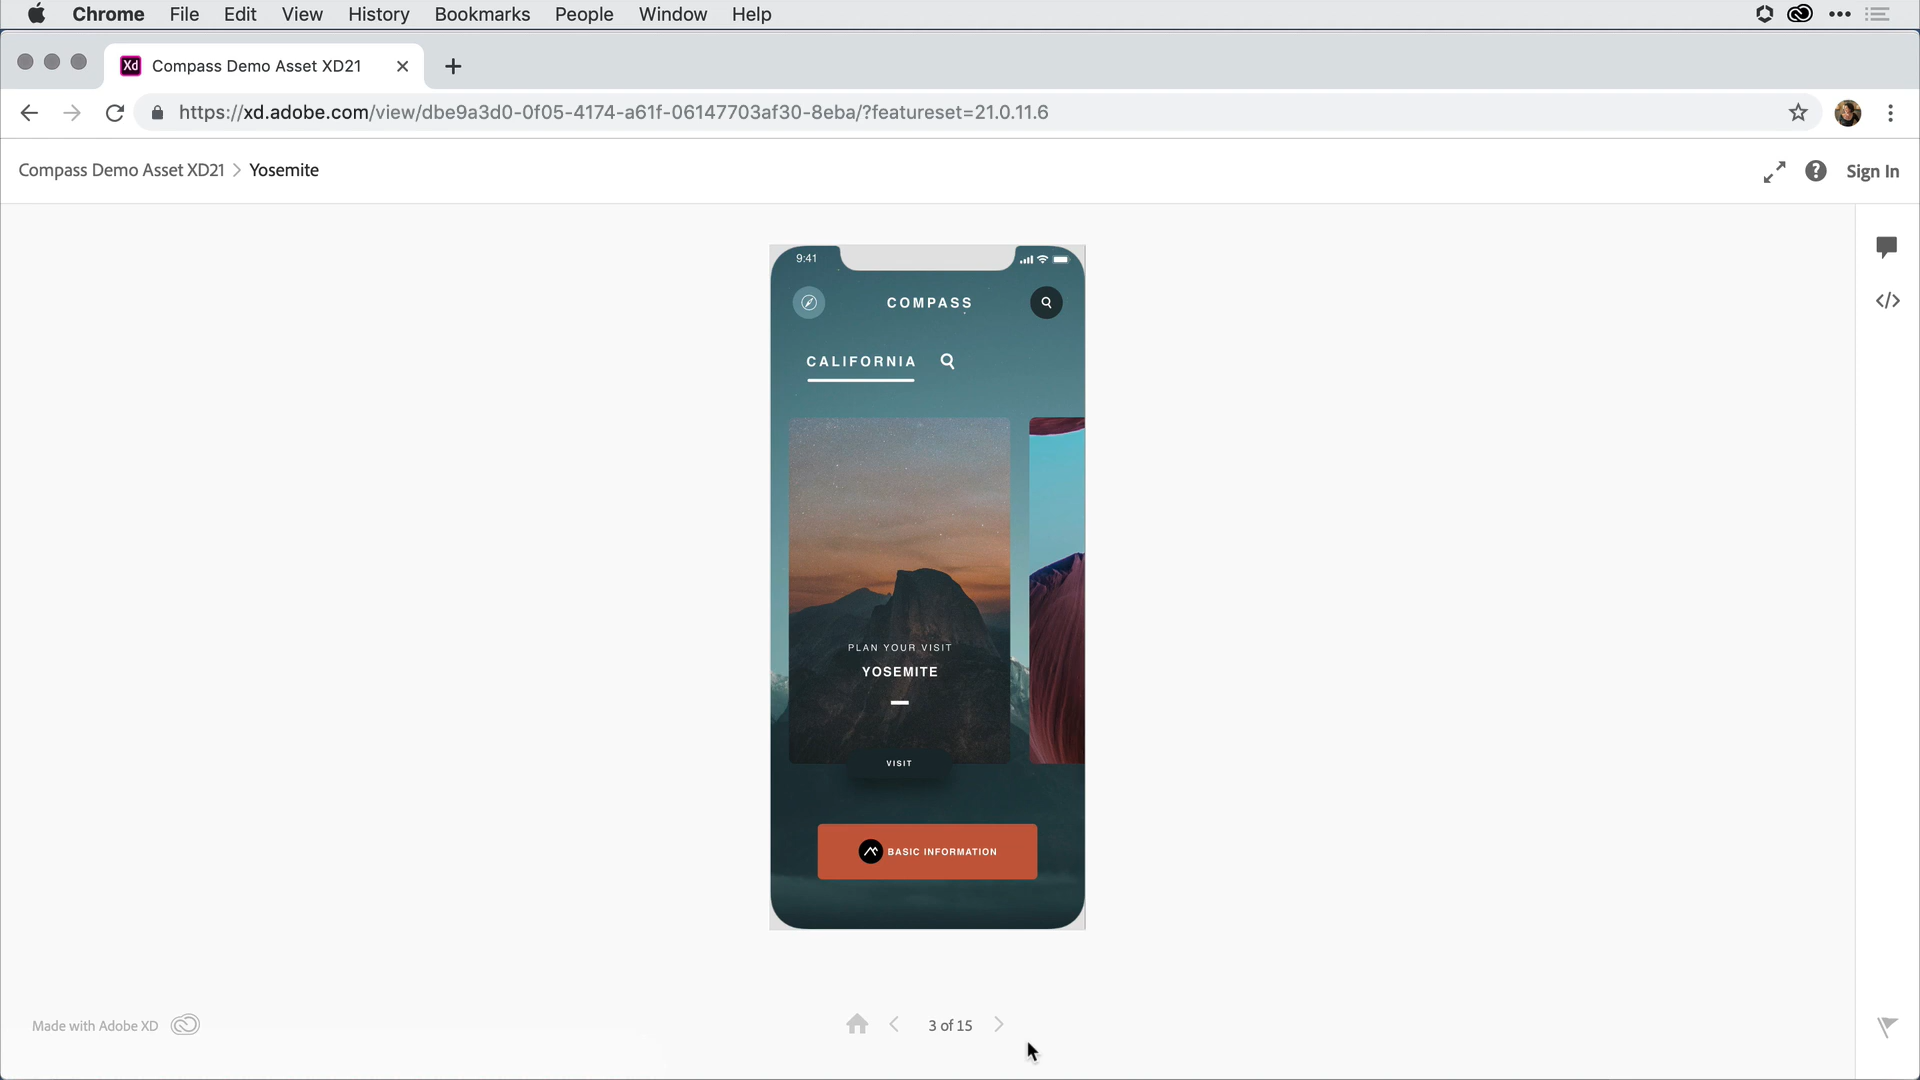 Chrome File Edit View History Bookmarks People Window Help
Xd Compass Demo Asset XD21
https://xd.adobe.com/view/dbe9a3d0-0f05-4174-a61f-06147703af30-8eba/?featureset=21.0.11.6
Compass Demo Asset XD21 > Yosemite
Sign In
9:41
COMPASS
CALIFORNIA
PLAN YOUR VISIT
YOSEMITE
VISIT
BASIC INFORMATION
Made with Adobe XD
3 of 15